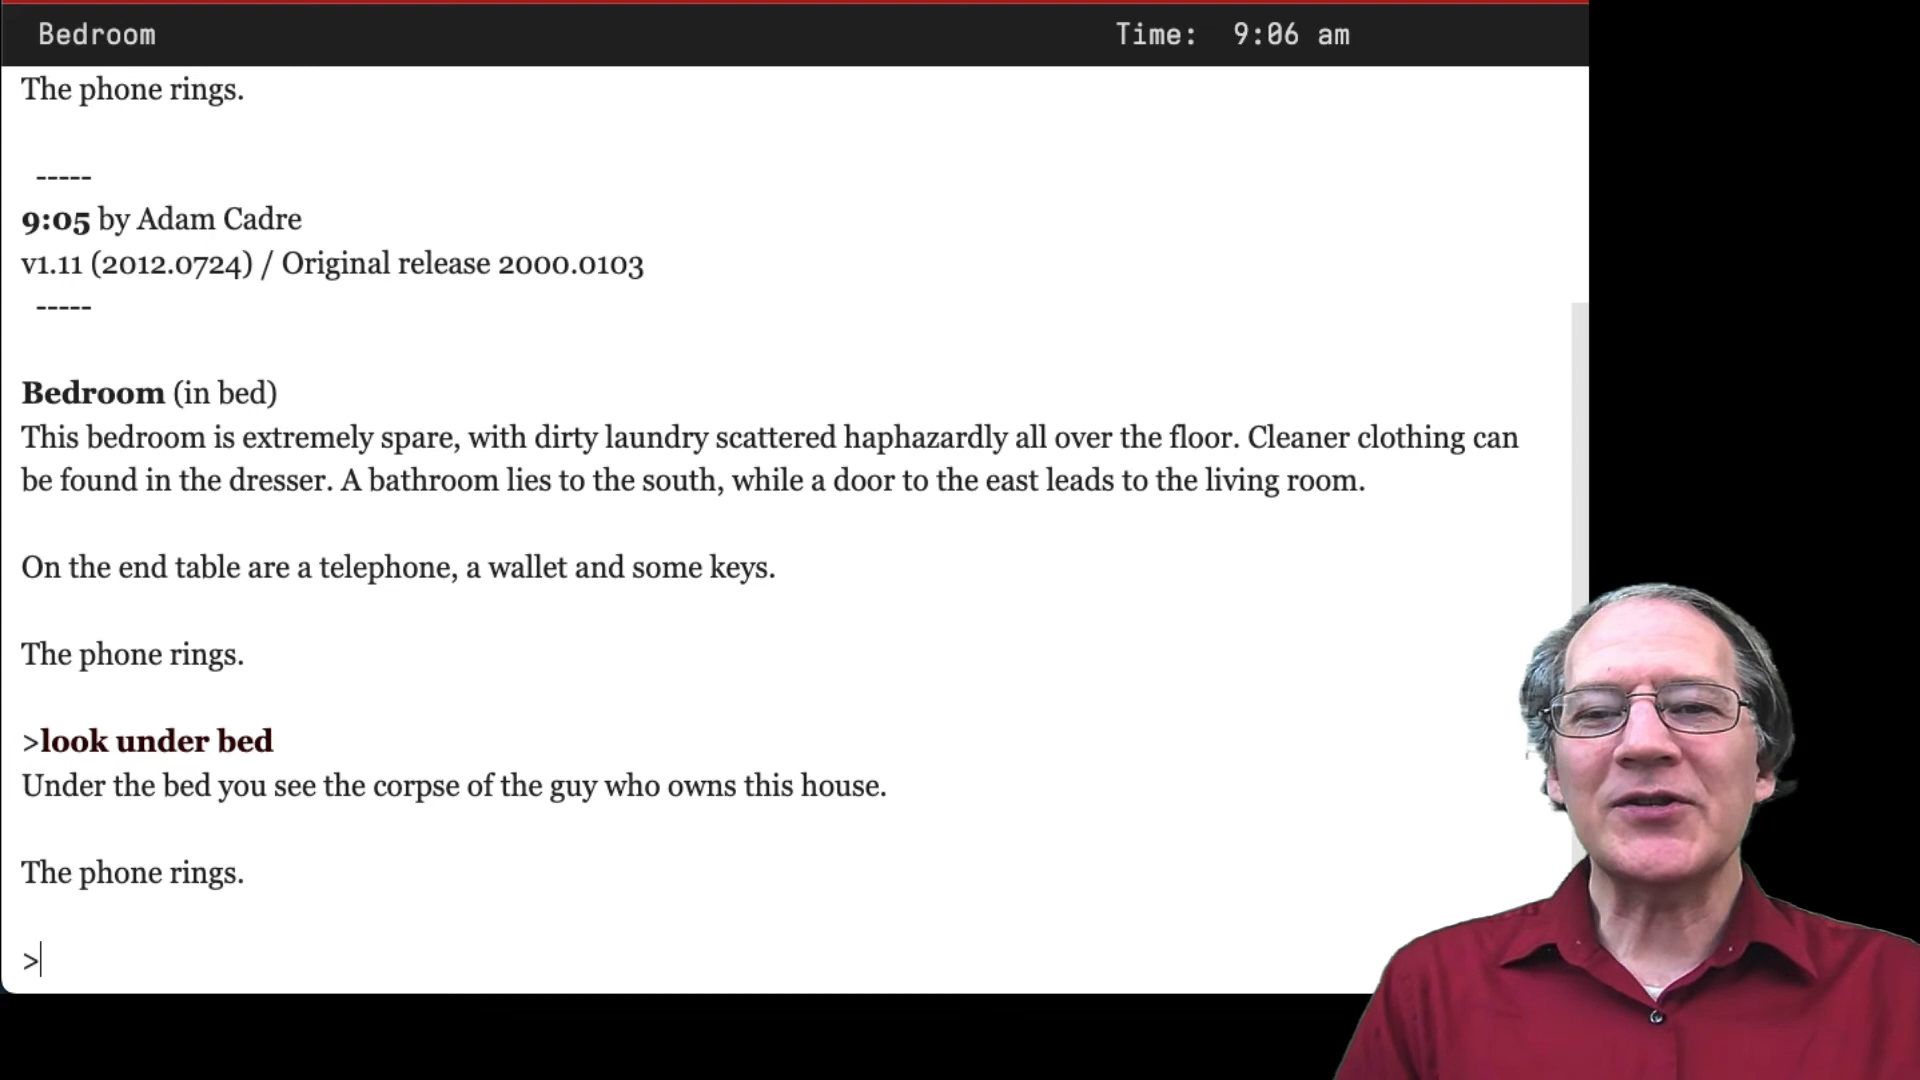 Bedroom Time: 9:06 am
The phone rings.
-----
9:05 by Adam Cadre
v1.11 (2012.0724) / Original release 2000.0103
-----
Bedroom (in bed)
This bedroom is extremely spare, with dirty laundry scattered haphazardly all over the floor. Cleaner clothing can
be found in the dresser. A bathroom lies to the south, while a door to the east leads to the living room.
On the end table are a telephone, a wallet and some keys.
The phone rings.
>look under bed
Under the bed you see the corpse of the guy who owns this house.
The phone rings.
>